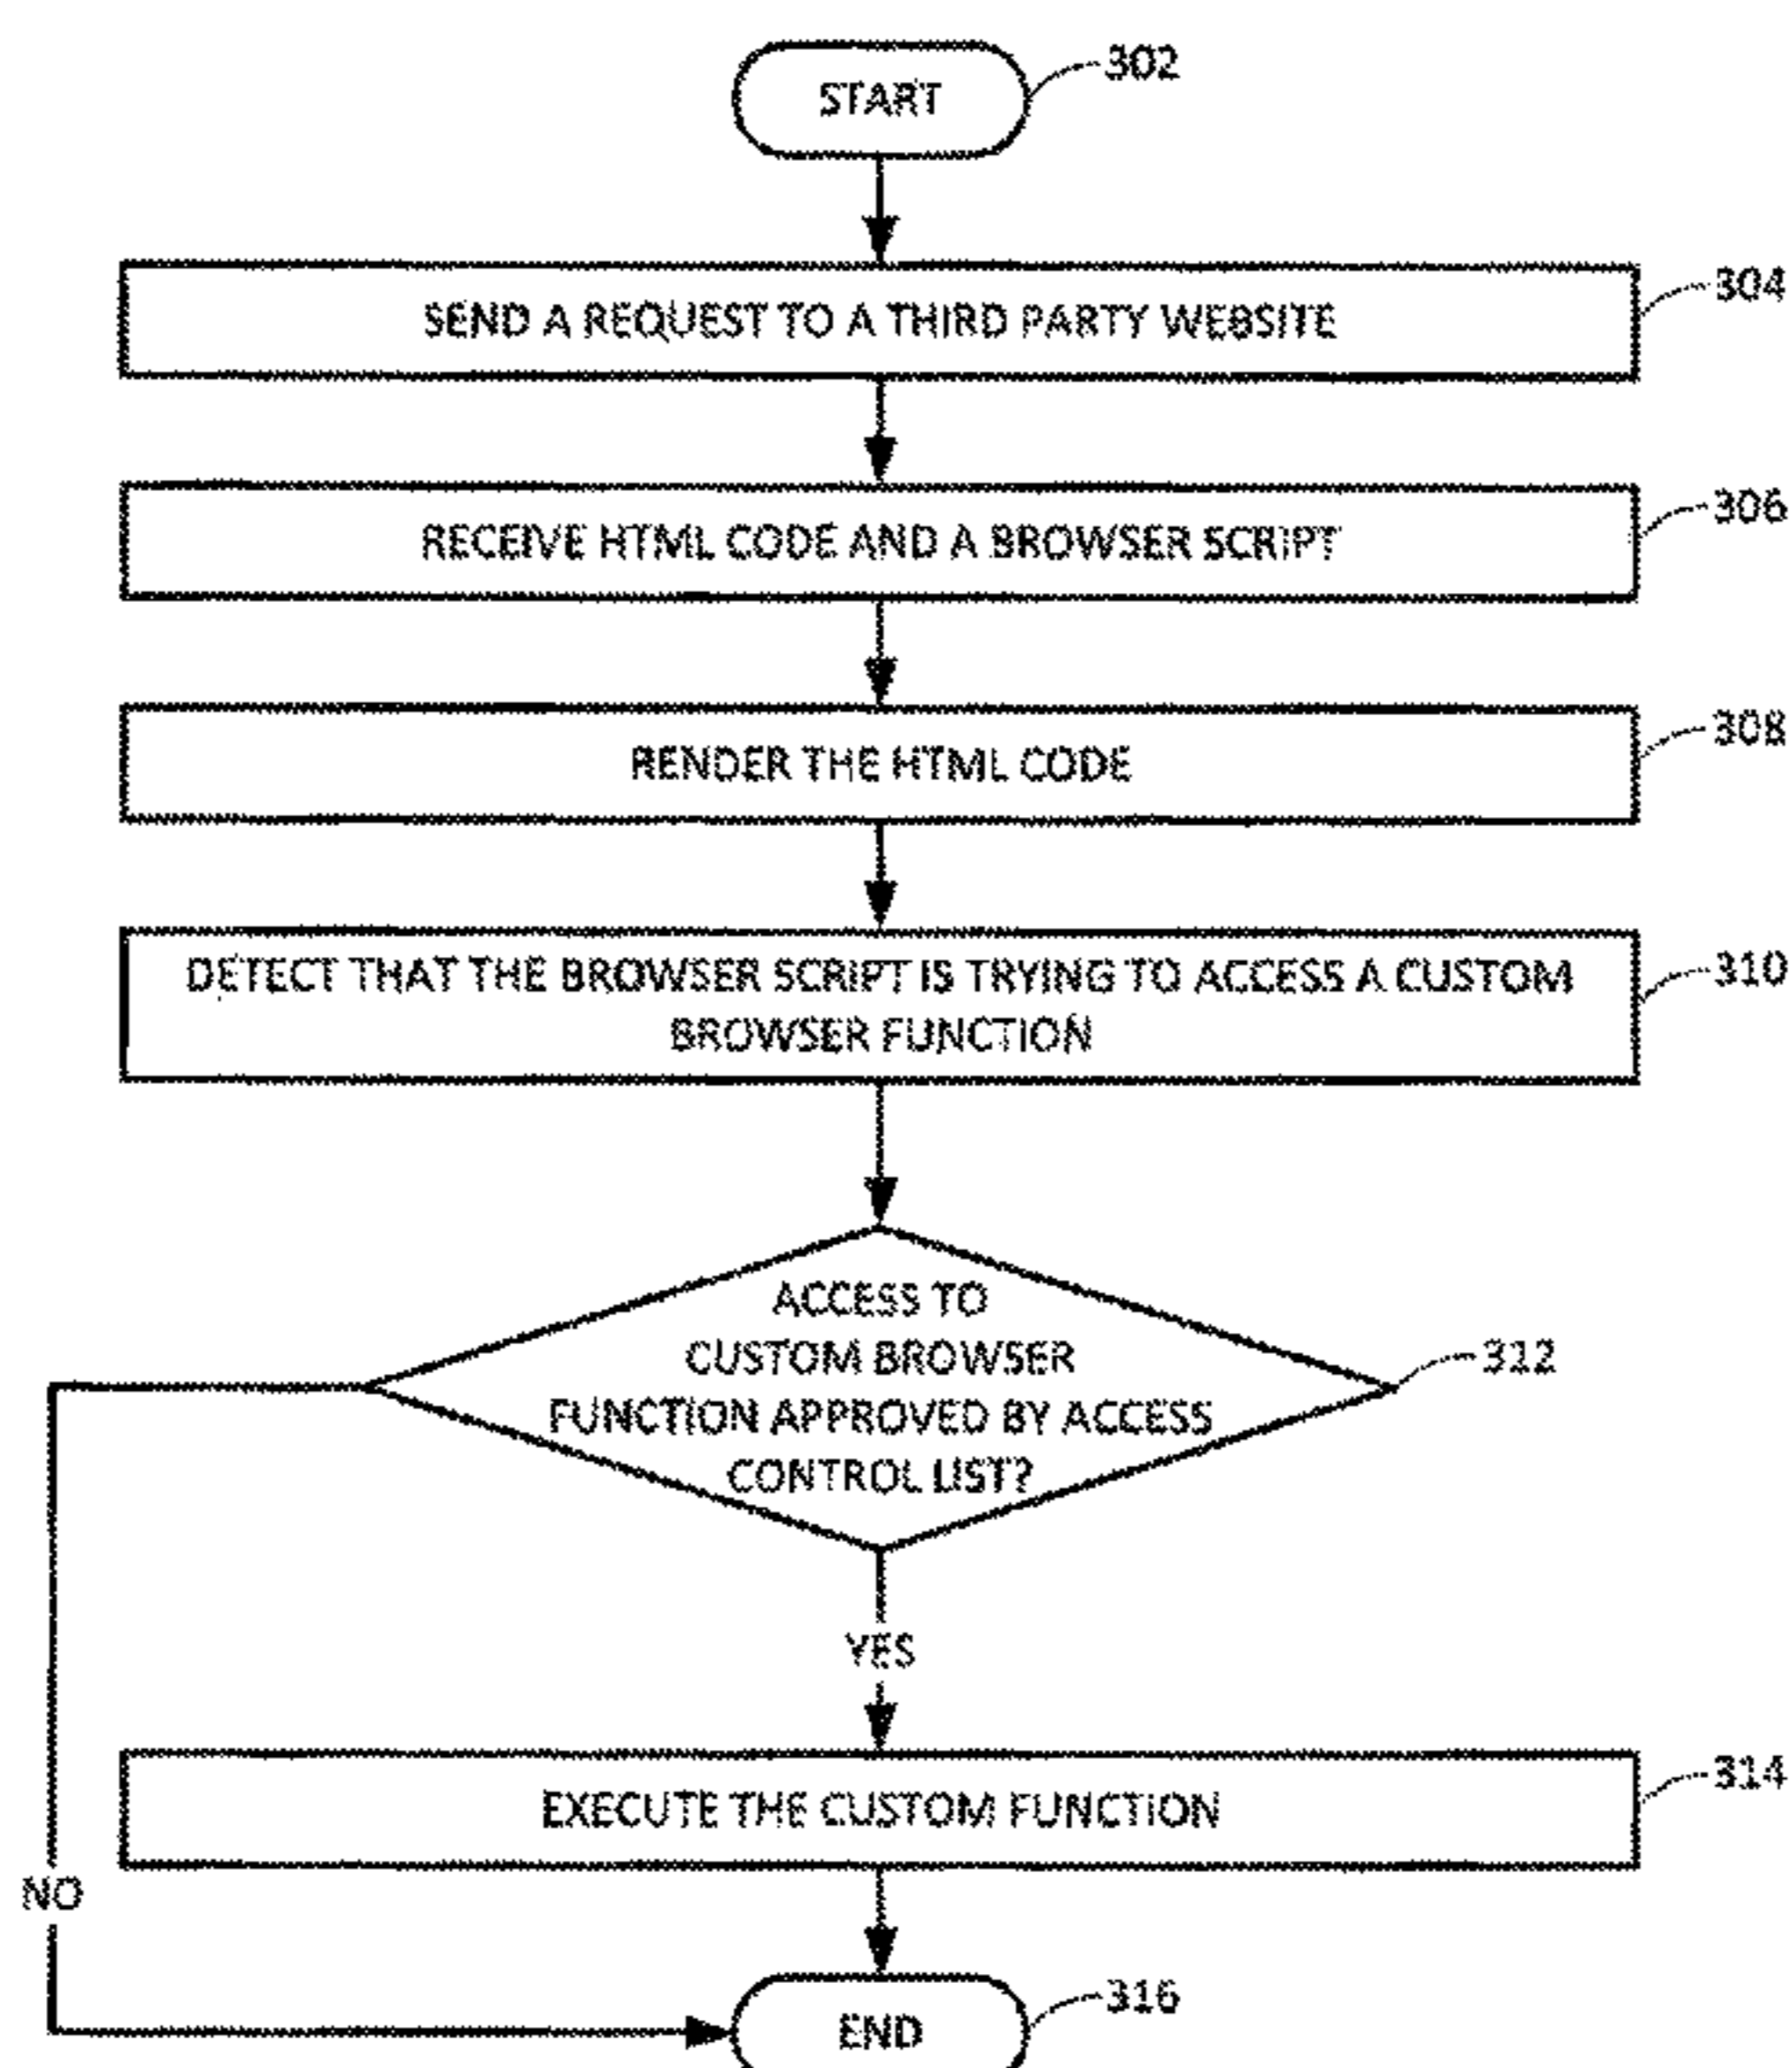 START
302
SEND A REQUEST TO A THIRD PARTY WEBSITE
304
RECEIVE HTML CODE AND A BROWSER SCRIPT
306
RENDER THE HTML CODE
308
DETECT THAT THE BROWSER SCRIPT IS TRYING TO ACCESS A CUSTOM
BROWSER FUNCTION
310
ACCESS TO
CUSTOM BROWSER
FUNCTION APPROVED BY ACCESS
CONTROL LIST?
312
YES
EXECUTE THE CUSTOM FUNCTION
314
NO
END
316